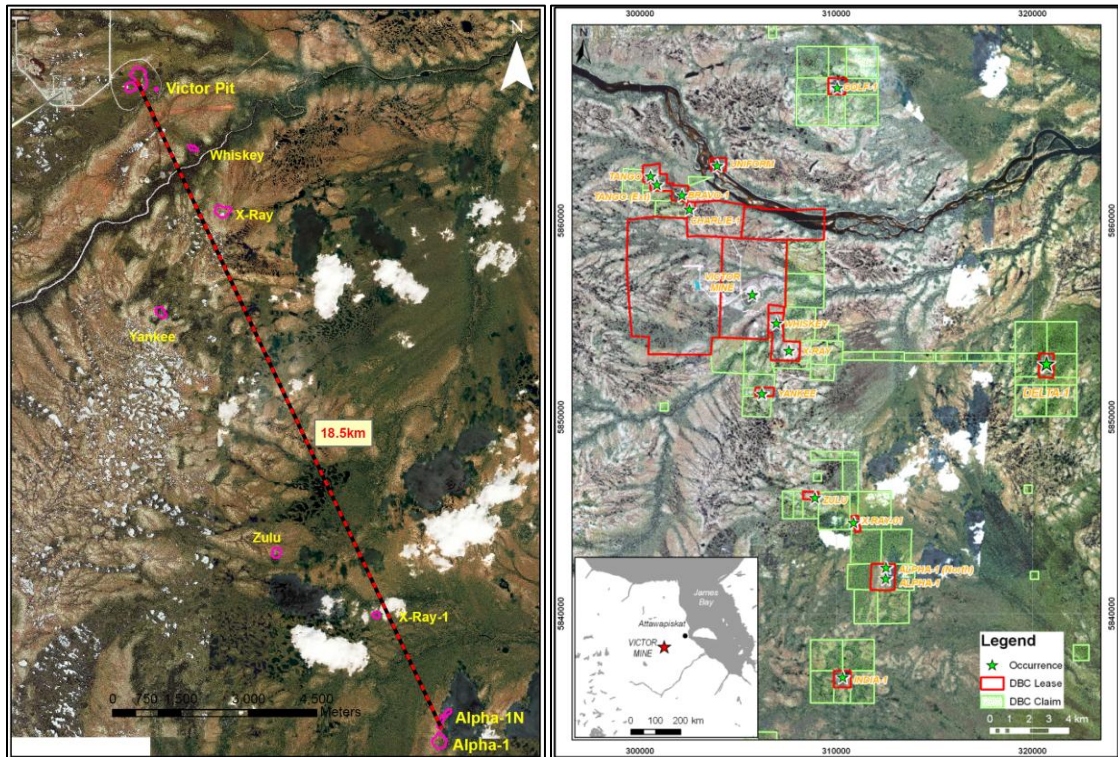 N
Victor Pit
Whiskey
X-Ray
Yankee
18.5km
Zulu
X-Ray-1
0 750 1,500 3,000 4,500
Meters
Alpha-1N
Alpha-1
300000 310000 320000
N
GOLF-1
UNIFORM
TANGO
TANGO (Ext)
BRAVO-1
CHARLIE-1
5860000
VICTOR
MINE
WHISKEY
X-RAY
DELTA-1
YANKEE
5850000
ZULU
X-RAY-01
ALPHA-1 (North)
ALPHA-1
5840000
INDIA-1
James
Bay
Attawapiskat
VICTOR
MINE
0 100 200 km
Legend
Occurrence
DBC Lease
DBC Claim
0 1 2 4 km
300000 310000 320000